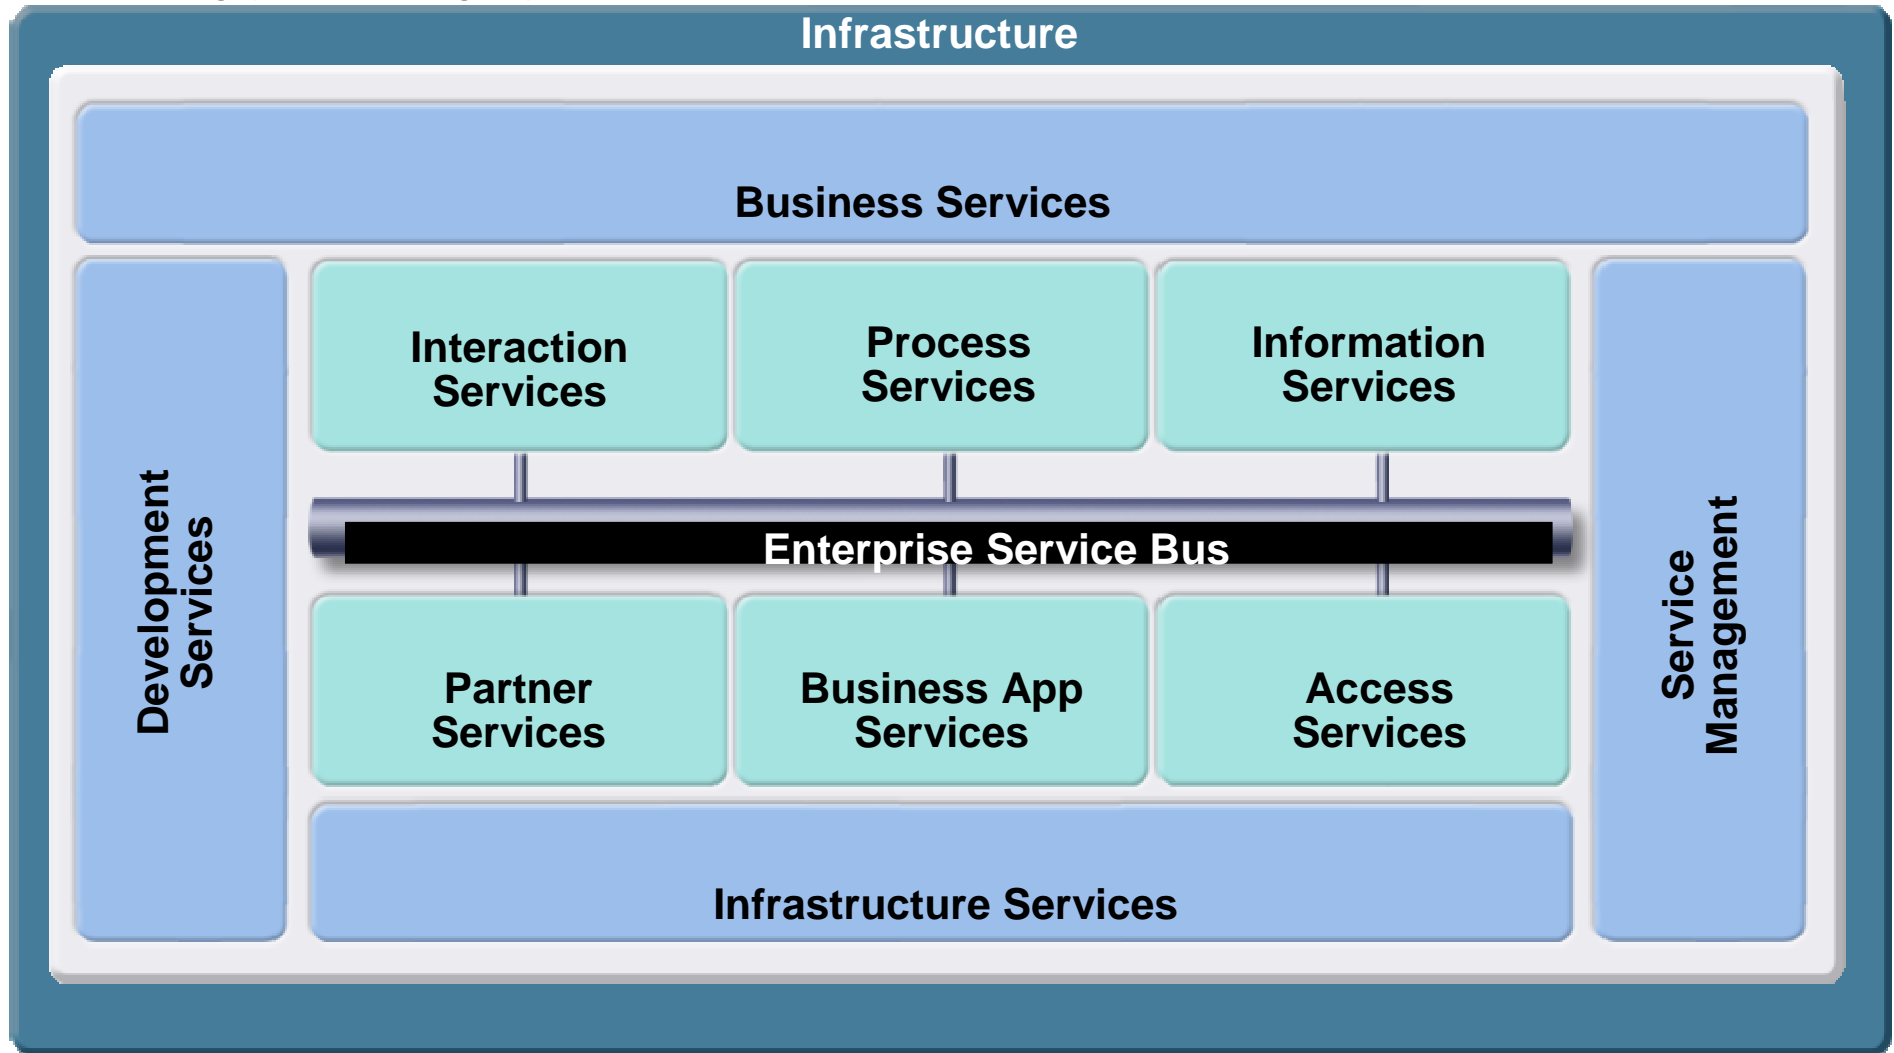 Infrastructure
Business Services
Development
Services
Interaction
Services
Process
Services
Information
Services
Enterprise Service Bus
Partner
Services
Business App
Services
Access
Services
Service
Management
Infrastructure Services